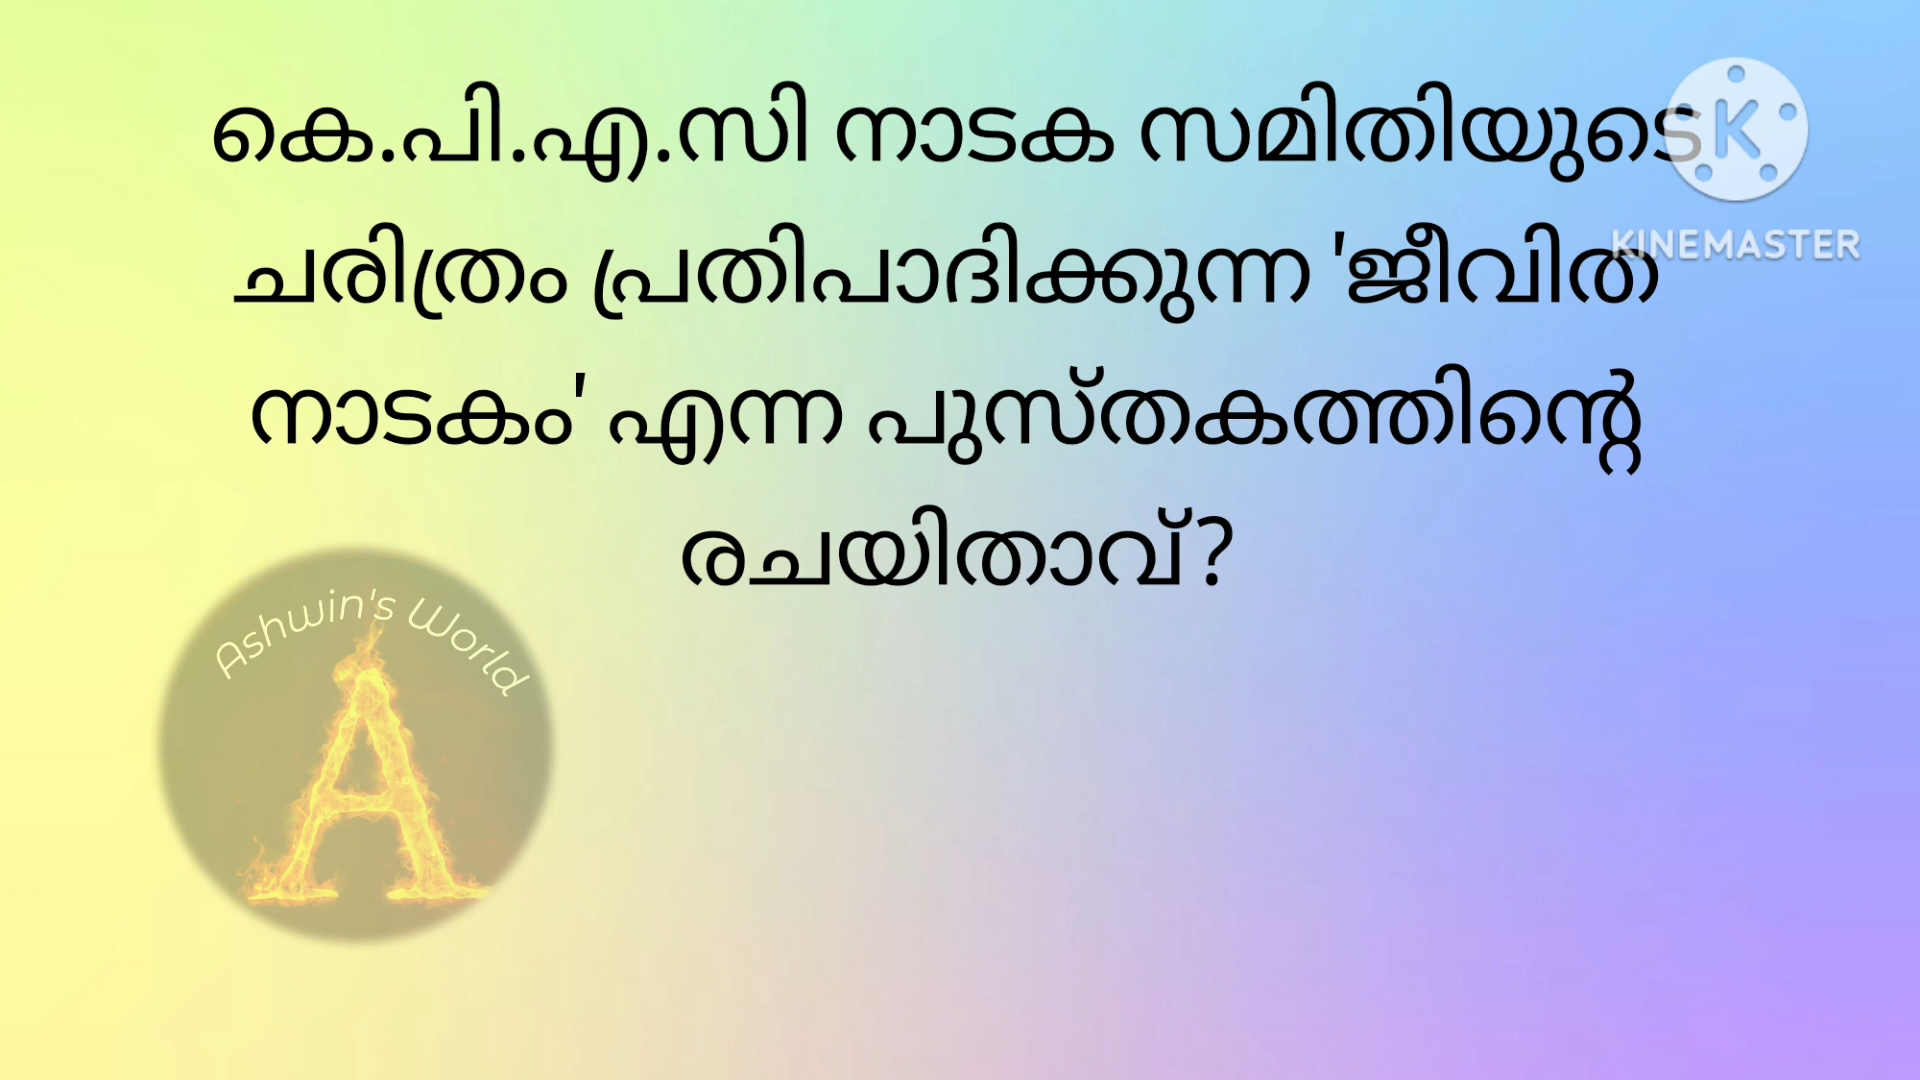 കെ.പി.എ.സി നാടക സമിതിയുടെ
ചരിത്രം പ്രതിപാദിക്കുന്ന 'ജീവിത
നാടകം' എന്ന പുസ്തകത്തിന്റെ
രചയിതാവ്?
K
KINEMASTER
Ashwin's World
A